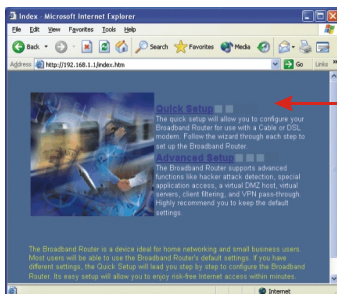 Index - Microsoft Internet Explorer
File Edit View Favorites Tools Help
Back Search Favorites Media
Address http://192.168.1.1/index.htm Go Links
Quick Setup
The quick setup will allow you to configure your
Broadband Router for use with a Cable or DSL
modem. Follow the wizard through each step to
set up the Broadband Router.
Advanced Setup
The Broadband Router supports advanced
functions like hacker attack detection, special
application access, a virtual DMZ host, virtual
servers, client filtering, and VPN pass-through.
Highly recommend you to keep the default
settings.
The Broadband Router is a device ideal for home networking and small business users.
Most users will be able to use the Broadband Router's default settings. If you have
different settings, the Quick Setup will lead you step by step to configure the
Broadband Router. Its easy setup will allow you to enjoy risk-free Internet access within minutes.
Internet